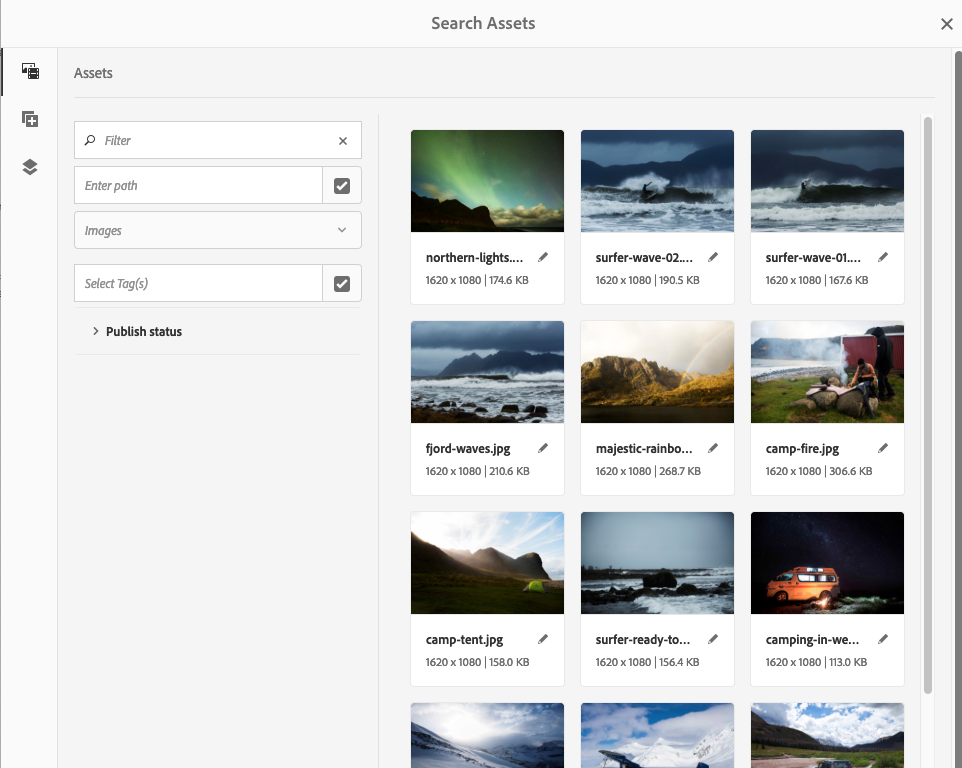 Search Assets
Assets
Filter
Enter path
Images
Select Tag(s)
Publish status
northern-lights....
1620 x 1080 | 174.6 KB
surfer-wave-02....
1620 x 1080 | 190.5 KB
surfer-wave-01....
1620 x 1080 | 167.6 KB
fjord-waves.jpg
1620 x 1080 | 210.6 KB
majestic-rainbo...
1620 x 1080 | 268.7 KB
camp-fire.jpg
1620 x 1080 | 306.6 KB
camp-tent.jpg
1620 x 1080 | 158.0 KB
surfer-ready-to...
1620 x 1080 | 156.4 KB
camping-in-we...
1620 x 1080 | 113.0 KB